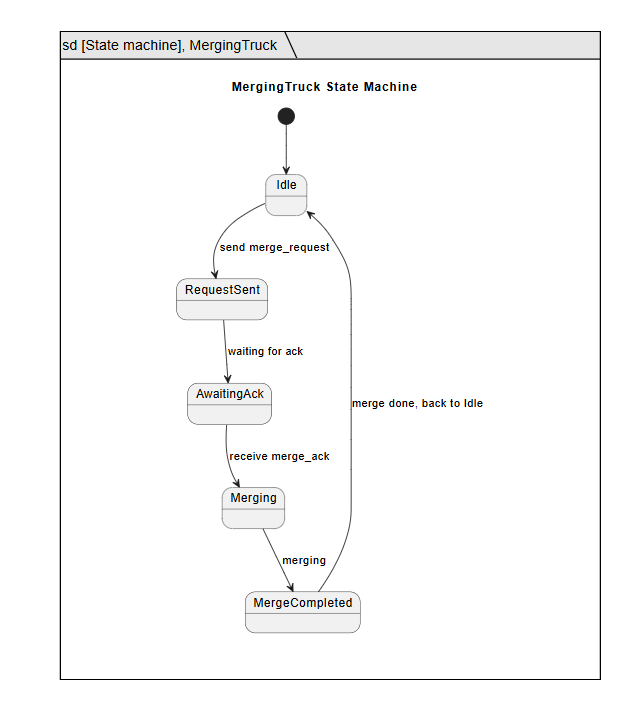 sd [State machine], MergingTruck
MergingTruck State Machine
Idle
send merge_request
RequestSent
waiting for ack
AwaitingAck
merge done, back to Idle
receive merge_ack
Merging
merging
MergeCompleted